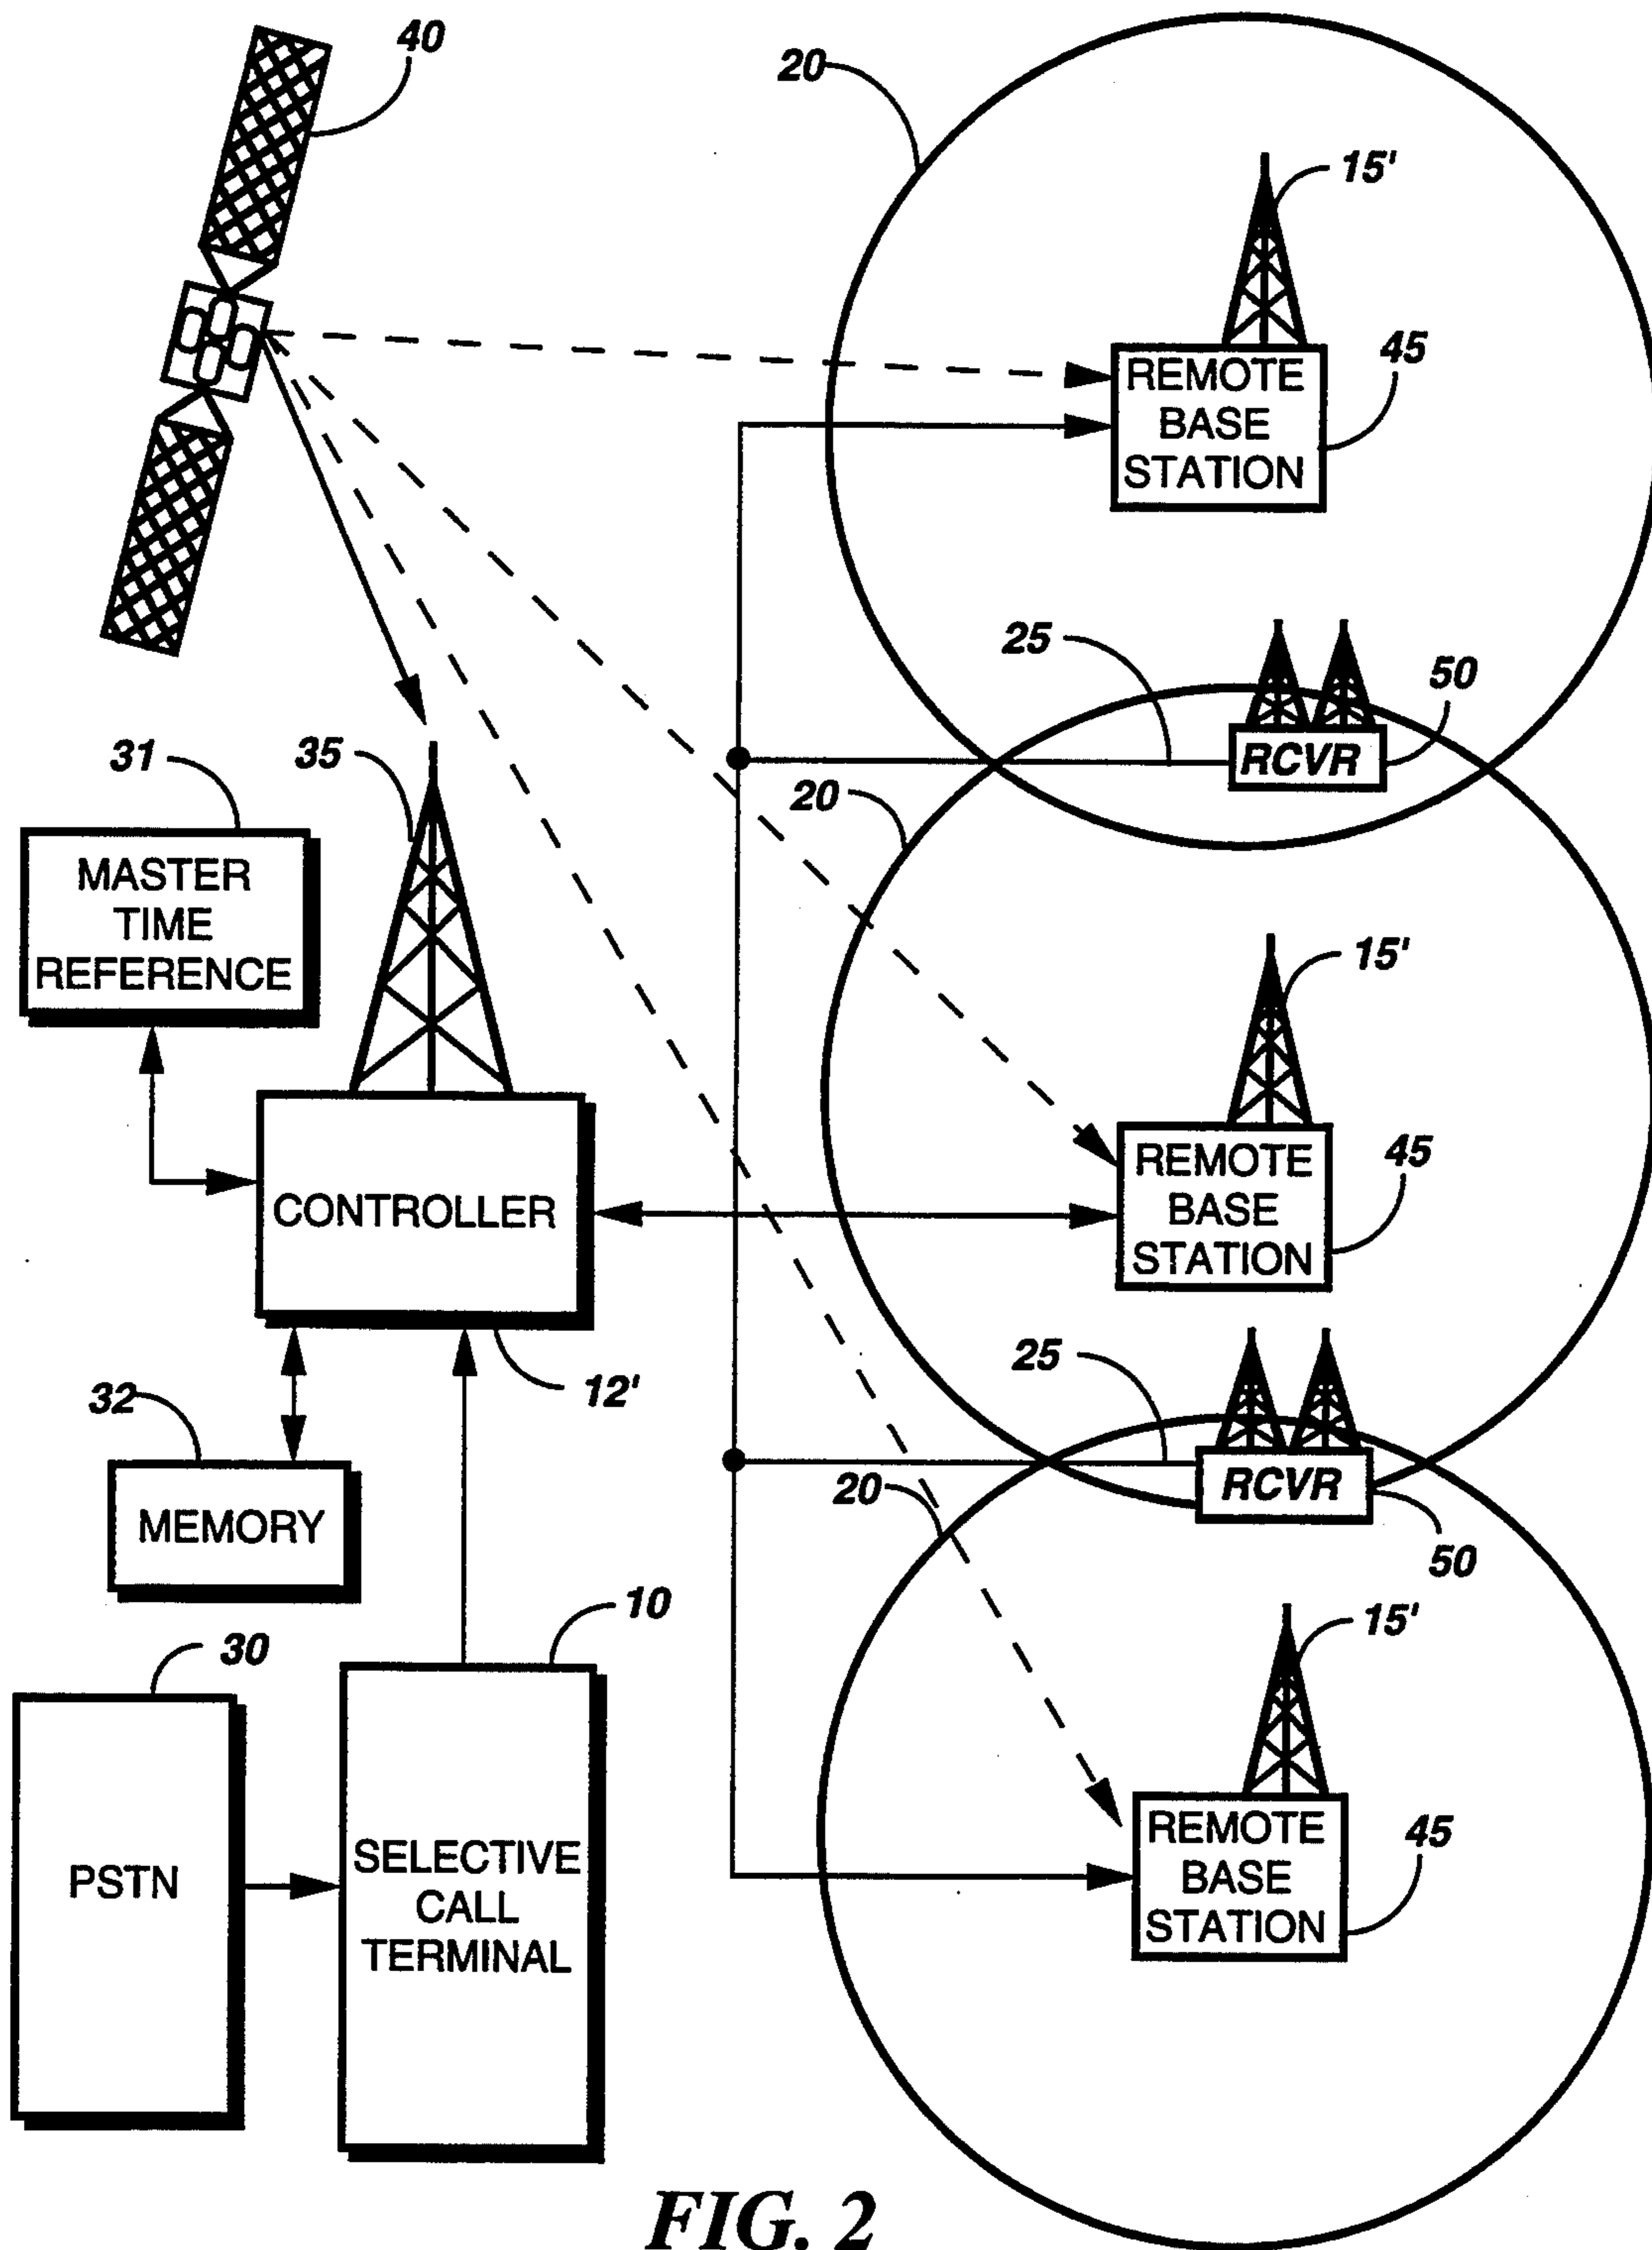 40
20
15'
REMOTE
BASE
STATION
45
25
50
RCVR
31
35
20
MASTER
TIME
REFERENCE
15'
REMOTE
BASE
STATION
45
CONTROLLER
25
12'
32
20
RCVR
MEMORY
50
10
15'
30
REMOTE
BASE
STATION
45
PSTN
SELECTIVE
CALL
TERMINAL
FIG. 2